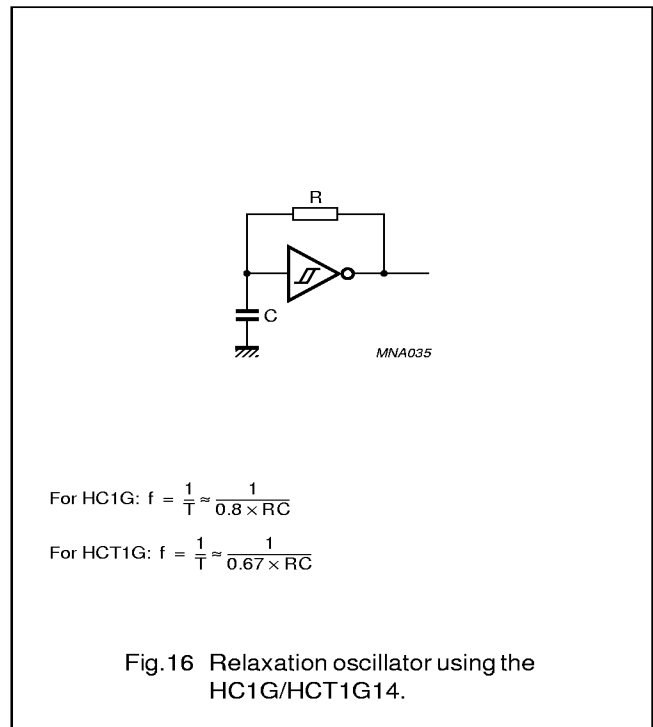 R
C
MNA035
For HC1G: f = 1/T ≈ 1/(0.8 × RC)
For HCT1G: f = 1/T ≈ 1/(0.67 × RC)
Fig.16 Relaxation oscillator using the
HC1G/HCT1G14.